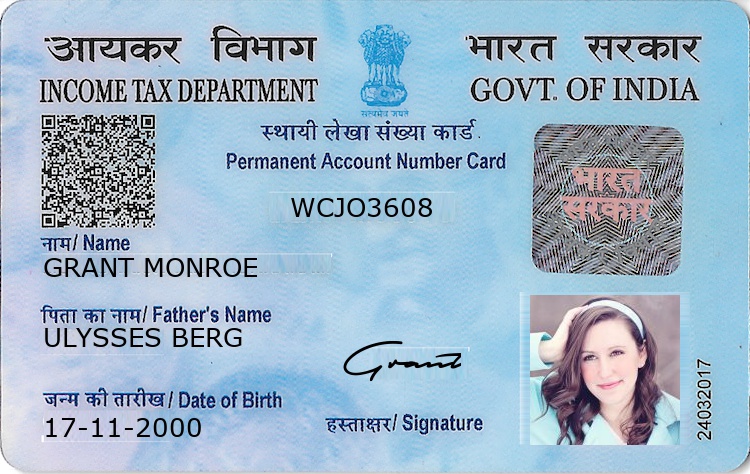 आयकर विभाग
INCOME TAX DEPARTMENT
भारत सरकार
GOVT. OF INDIA
सत्यमेव जयते
स्थायी लेखा संख्या कार्ड
Permanent Account Number Card
WCJO3608
भारत
सरकार
नाम/ Name
GRANT MONROE
पिता का नाम/ Father's Name
ULYSSES BERG
Grant
जन्म की तारीख/ Date of Birth
17-11-2000
हस्ताक्षर/ Signature
24032017